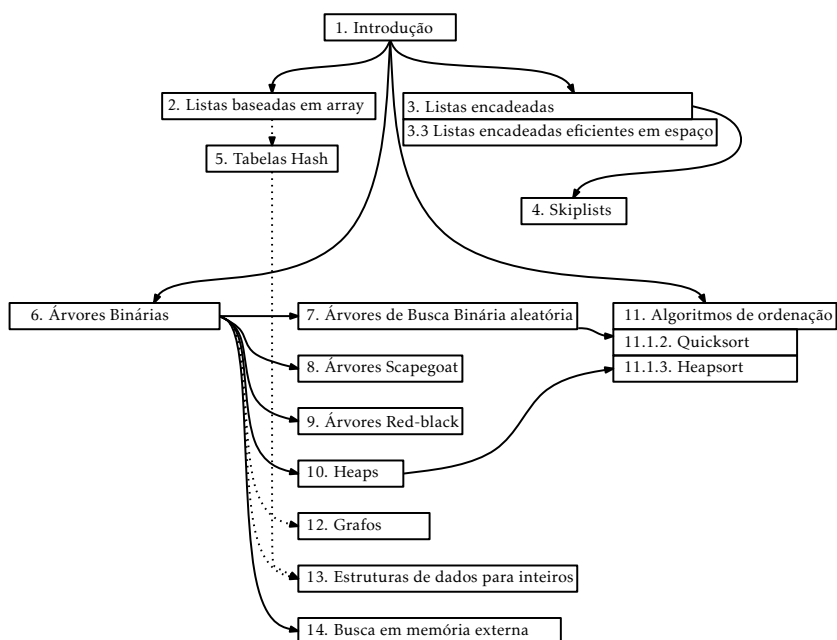 1. Introdução
2. Listas baseadas em array
3. Listas encadeadas
3.3 Listas encadeadas eficientes em espaço
5. Tabelas Hash
4. Skiplists
6. Árvores Binárias
7. Árvores de Busca Binária aleatória
11. Algoritmos de ordenação
11.1.2. Quicksort
8. Árvores Scapegoat
11.1.3. Heapsort
9. Árvores Red-black
10. Heaps
12. Grafos
13. Estruturas de dados para inteiros
14. Busca em memória externa